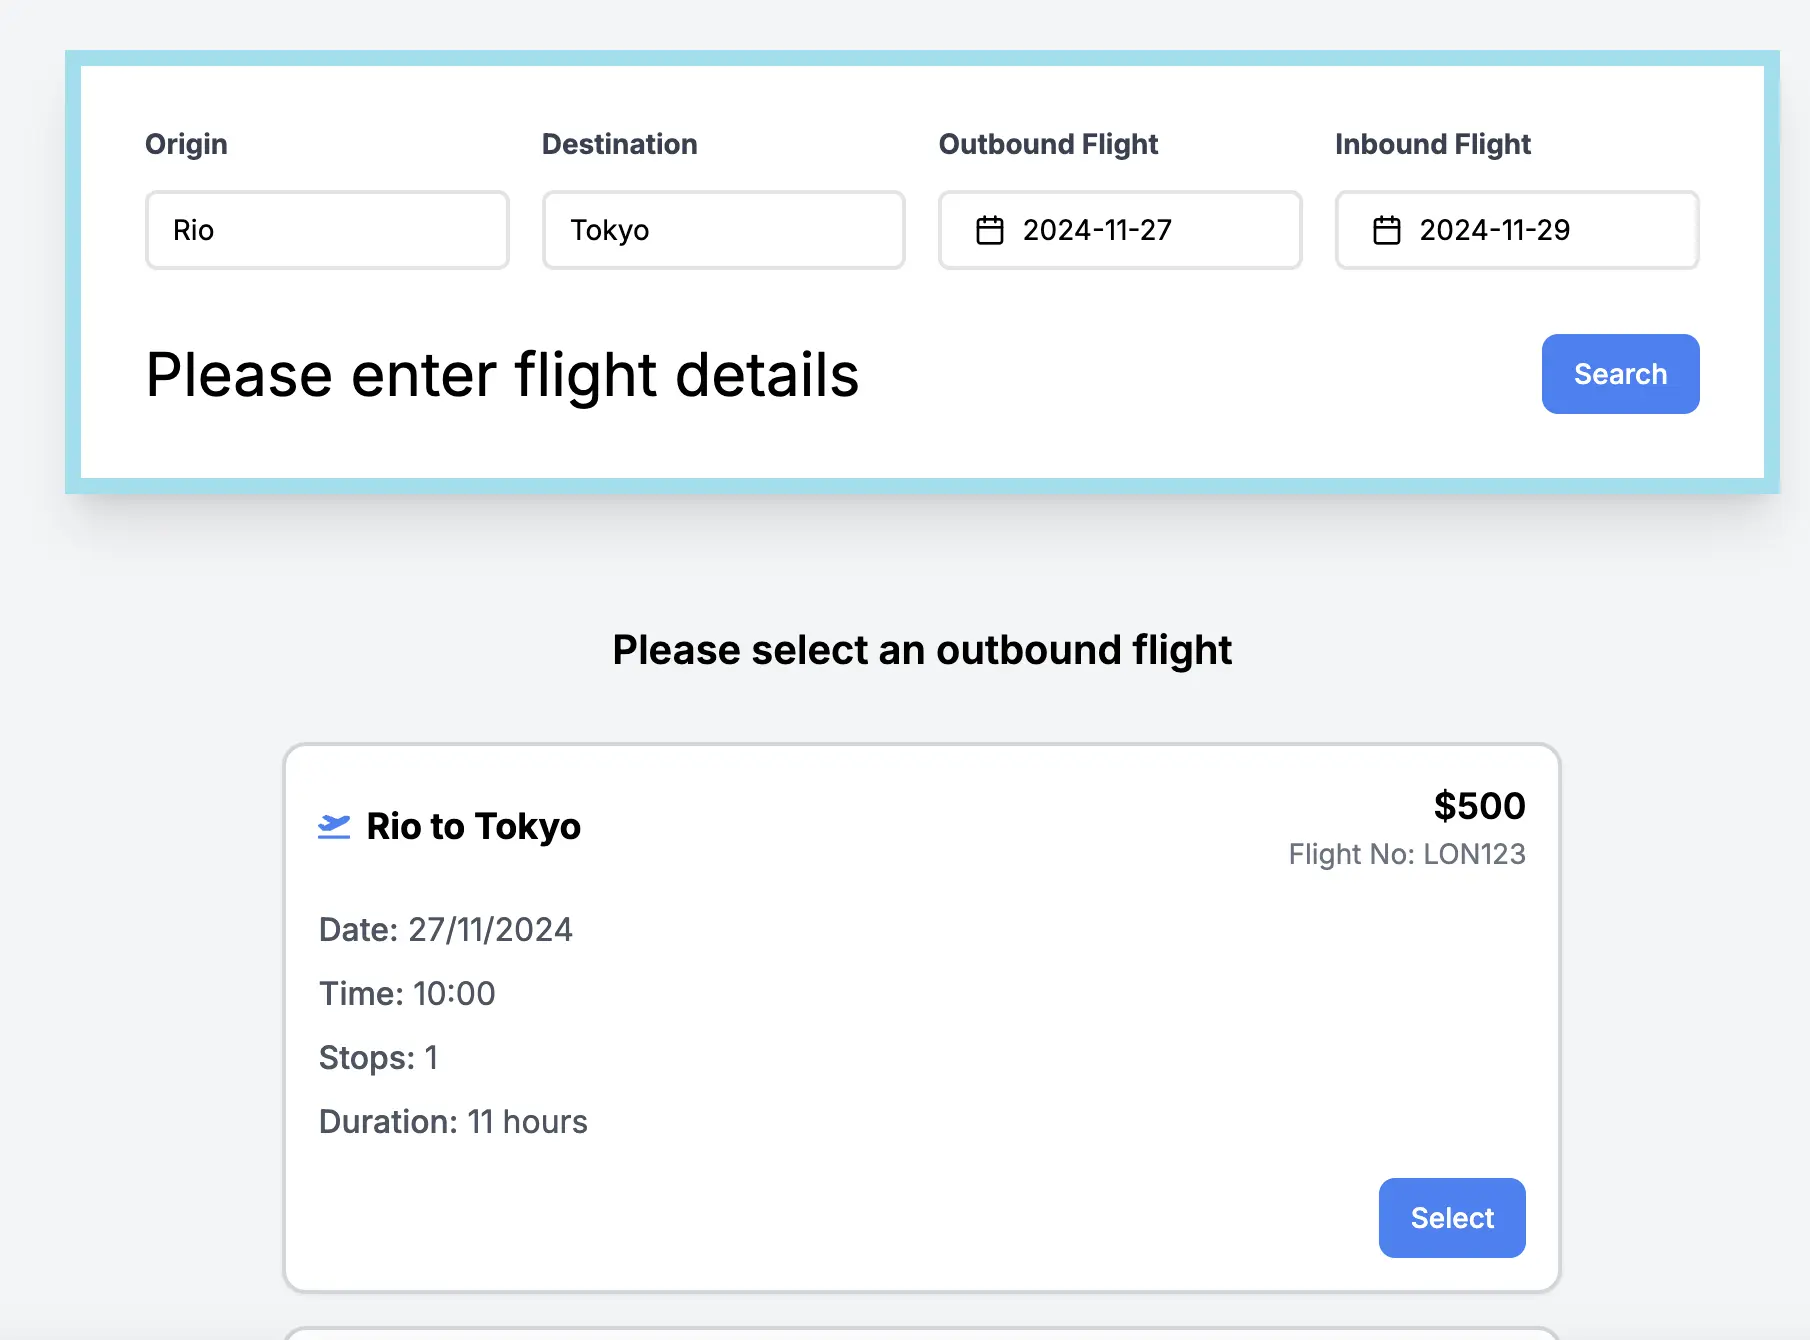 Origin
Destination
Outbound Flight
Inbound Flight
Rio
Tokyo
2024-11-27
2024-11-29
Please enter flight details
Search
Please select an outbound flight
Rio to Tokyo
$500
Flight No: LON123
Date: 27/11/2024
Time: 10:00
Stops: 1
Duration: 11 hours
Select